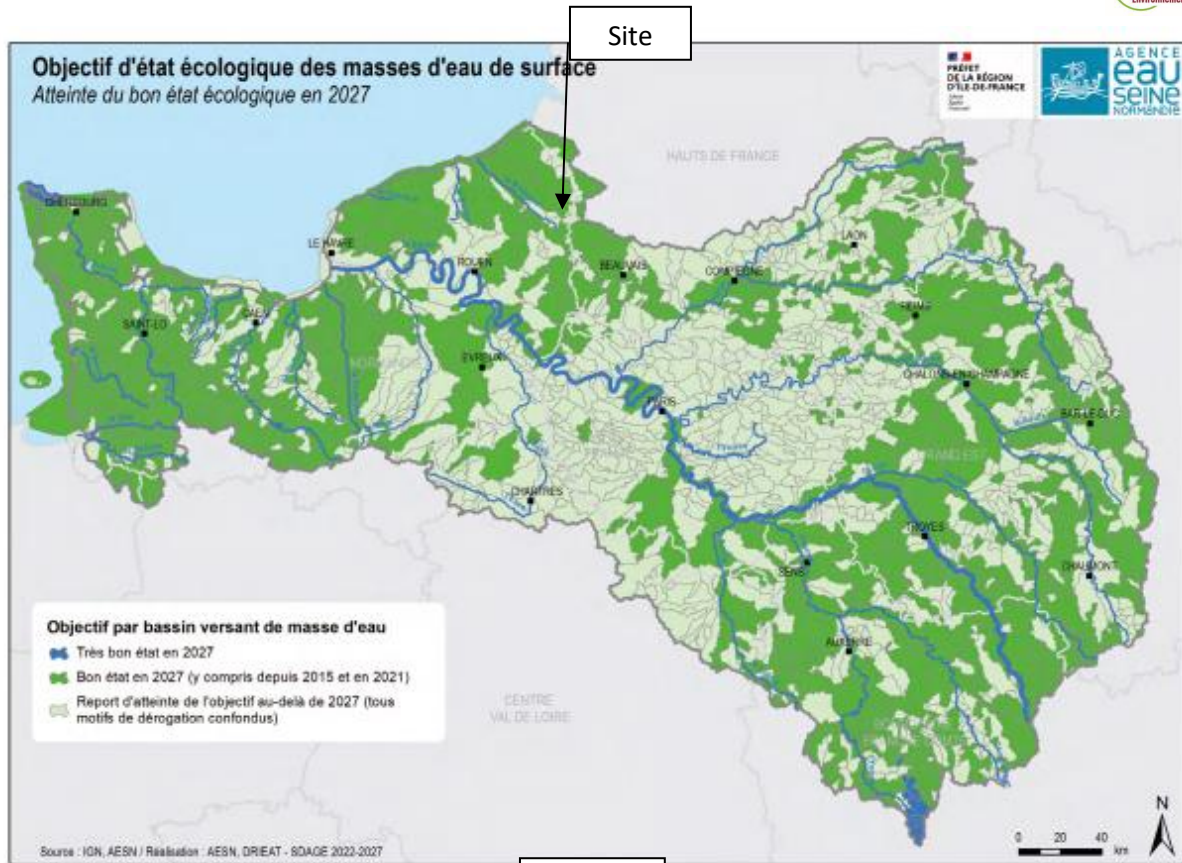 Environnement
Site
Objectif d'état écologique des masses d'eau de surface
Atteinte du bon état écologique en 2027
PRÉFET
DE LA RÉGION
D'ÎLE-DE-FRANCE
AGENCE
eau
SEINE
NORMANDIE
HAUTS DE FRANCE
CHERBOURG
LE HAVRE
ROUEN
BEAUVAIS
COMPIEGNE
LAON
SAINT-LO
CAEN
REIMS
EVREUX
CHALONS-EN-CHAMPAGNE
PARIS
BAR-LE-DUC
CHARTRES
TROYES
SENS
CHAUMONT
AUXERRE
CENTRE
VAL DE LOIRE
Objectif par bassin versant de masse d'eau
Très bon état en 2027
Bon état en 2027 (y compris depuis 2015 et en 2021)
Report d'atteinte de l'objectif au-delà de 2027 (tous
motifs de dérogation confondus)
N
0 20 40
km
Source : IGN, AESN / Réalisation : AESN, DRIEAT - SDAGE 2022-2027